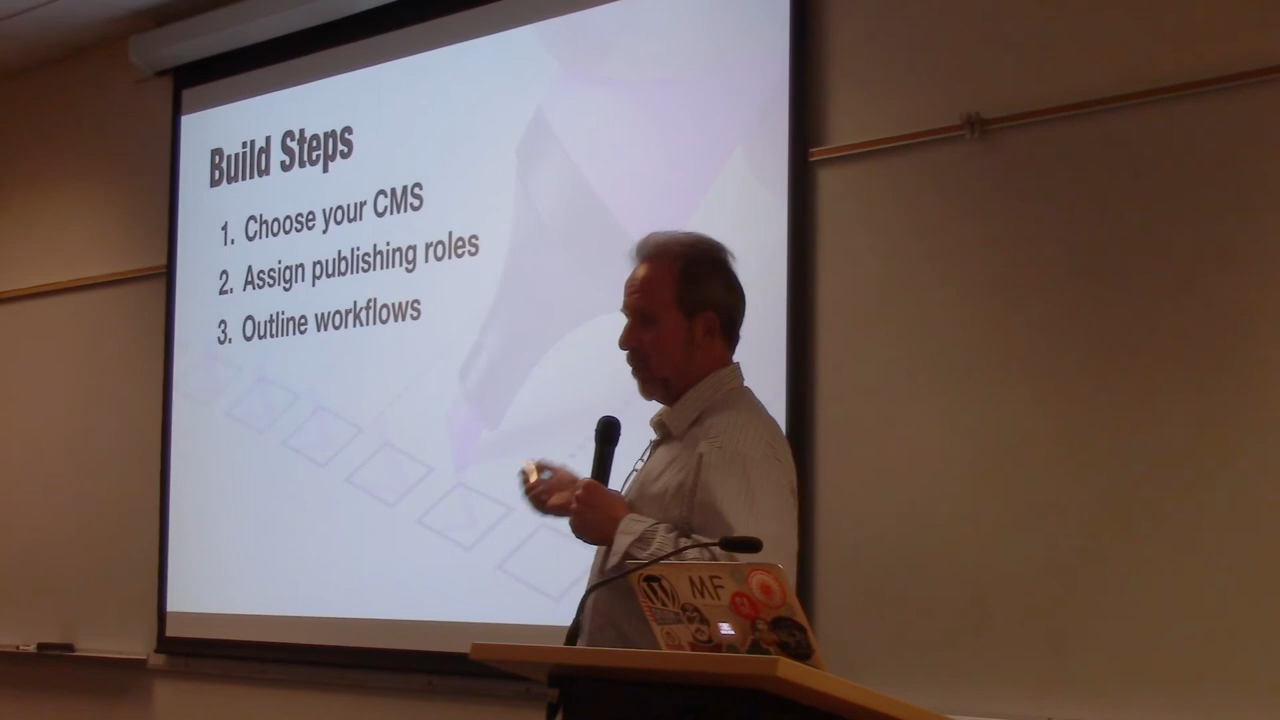 Build Steps
1. Choose your CMS
2. Assign publishing roles
3. Outline workflows
W
MF